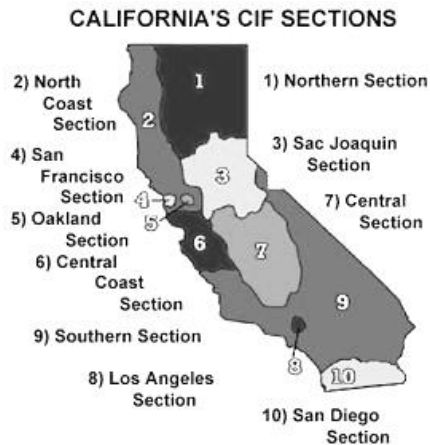 CALIFORNIA'S CIF SECTIONS
2) North
Coast
Section
4) San
Francisco
Section
5) Oakland
Section
6) Central
Coast
Section
9) Southern Section
8) Los Angeles
Section
1) Northern Section
3) Sac Joaquin
Section
7) Central
Section
10) San Diego
Section
1
2
3
4
5
6
7
9
8
10